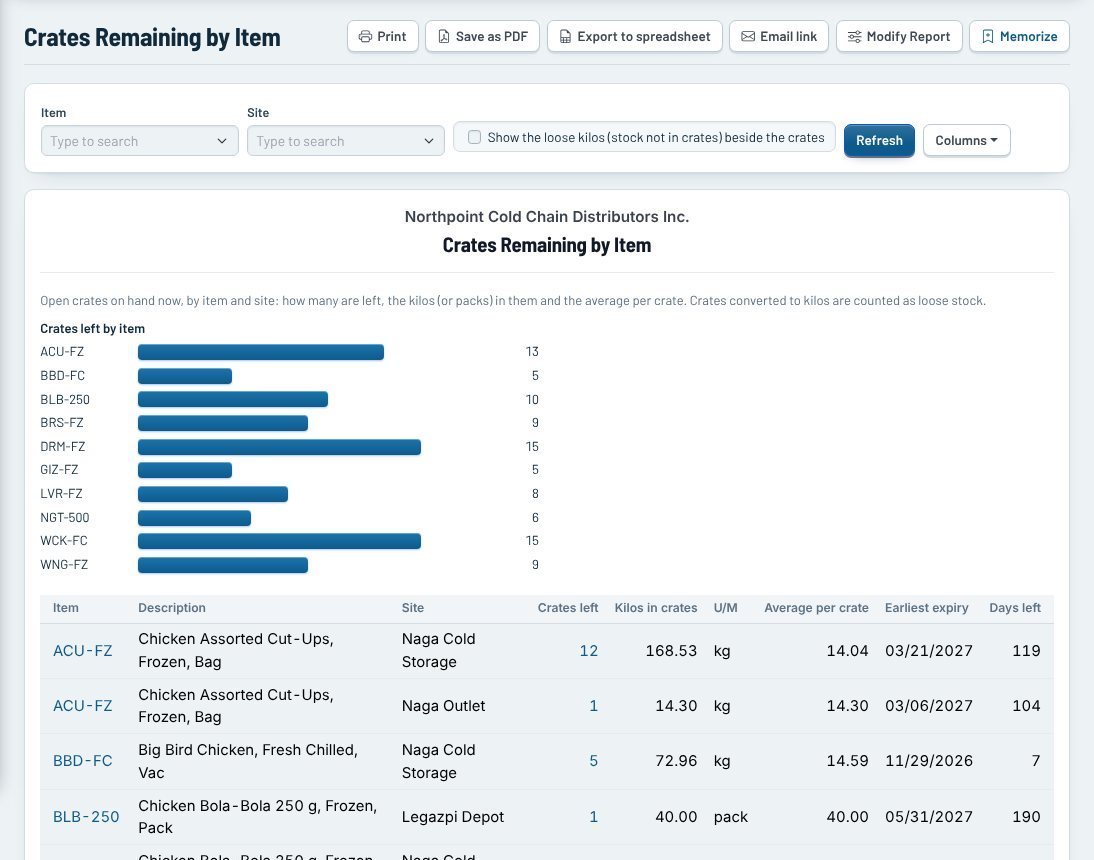 Crates Remaining by Item
Print Save as PDF Export to spreadsheet Email link Modify Report Memorize
Item Site
Type to search Type to search Show the loose kilos (stock not in crates) beside the crates Refresh Columns
Northpoint Cold Chain Distributors Inc.
Crates Remaining by Item
Open crates on hand now, by item and site: how many are left, the kilos (or packs) in them and the average per crate. Crates converted to kilos are counted as loose stock.
Crates left by item
ACU-FZ 13
BBD-FC 5
BLB-250 10
BRS-FZ 9
DRM-FZ 15
GIZ-FZ 5
LVR-FZ 8
NGT-500 6
WCK-FC 15
WNG-FZ 9
Item Description Site Crates left Kilos in crates U/M Average per crate Earliest expiry Days left
ACU-FZ Chicken Assorted Cut-Ups, Frozen, Bag Naga Cold Storage 12 168.53 kg 14.04 03/21/2027 119
ACU-FZ Chicken Assorted Cut-Ups, Frozen, Bag Naga Outlet 1 14.30 kg 14.30 03/06/2027 104
BBD-FC Big Bird Chicken, Fresh Chilled, Vac Naga Cold Storage 5 72.96 kg 14.59 11/29/2026 7
BLB-250 Chicken Bola-Bola 250 g, Frozen, Pack Legazpi Depot 1 40.00 pack 40.00 05/31/2027 190
Chicken Bola-Bola 250 g, Frozen, Naga Cold